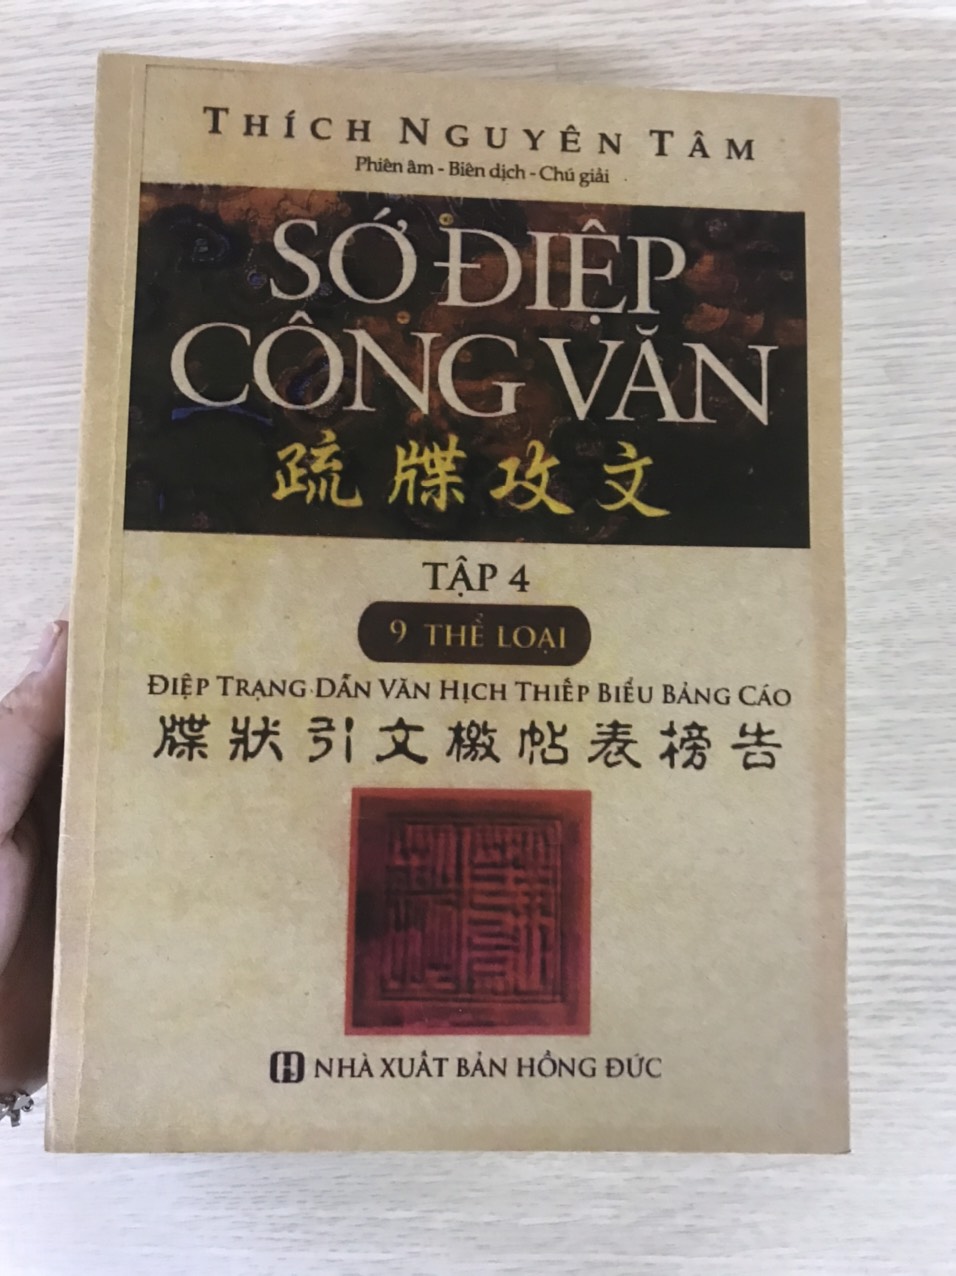 THÍCH NGUYÊN TÂM
Phiên âm - Biên dịch - Chú giải
SỚ ĐIỆP
CÔNG VĂN
疏牒攻文
TẬP 4
9 THỂ LOẠI
ĐIỆP TRẠNG DẪN VĂN HỊCH THIẾP BIỂU BẢNG CÁO
牒狀引文檄帖表榜告
NHÀ XUẤT BẢN HỒNG ĐỨC